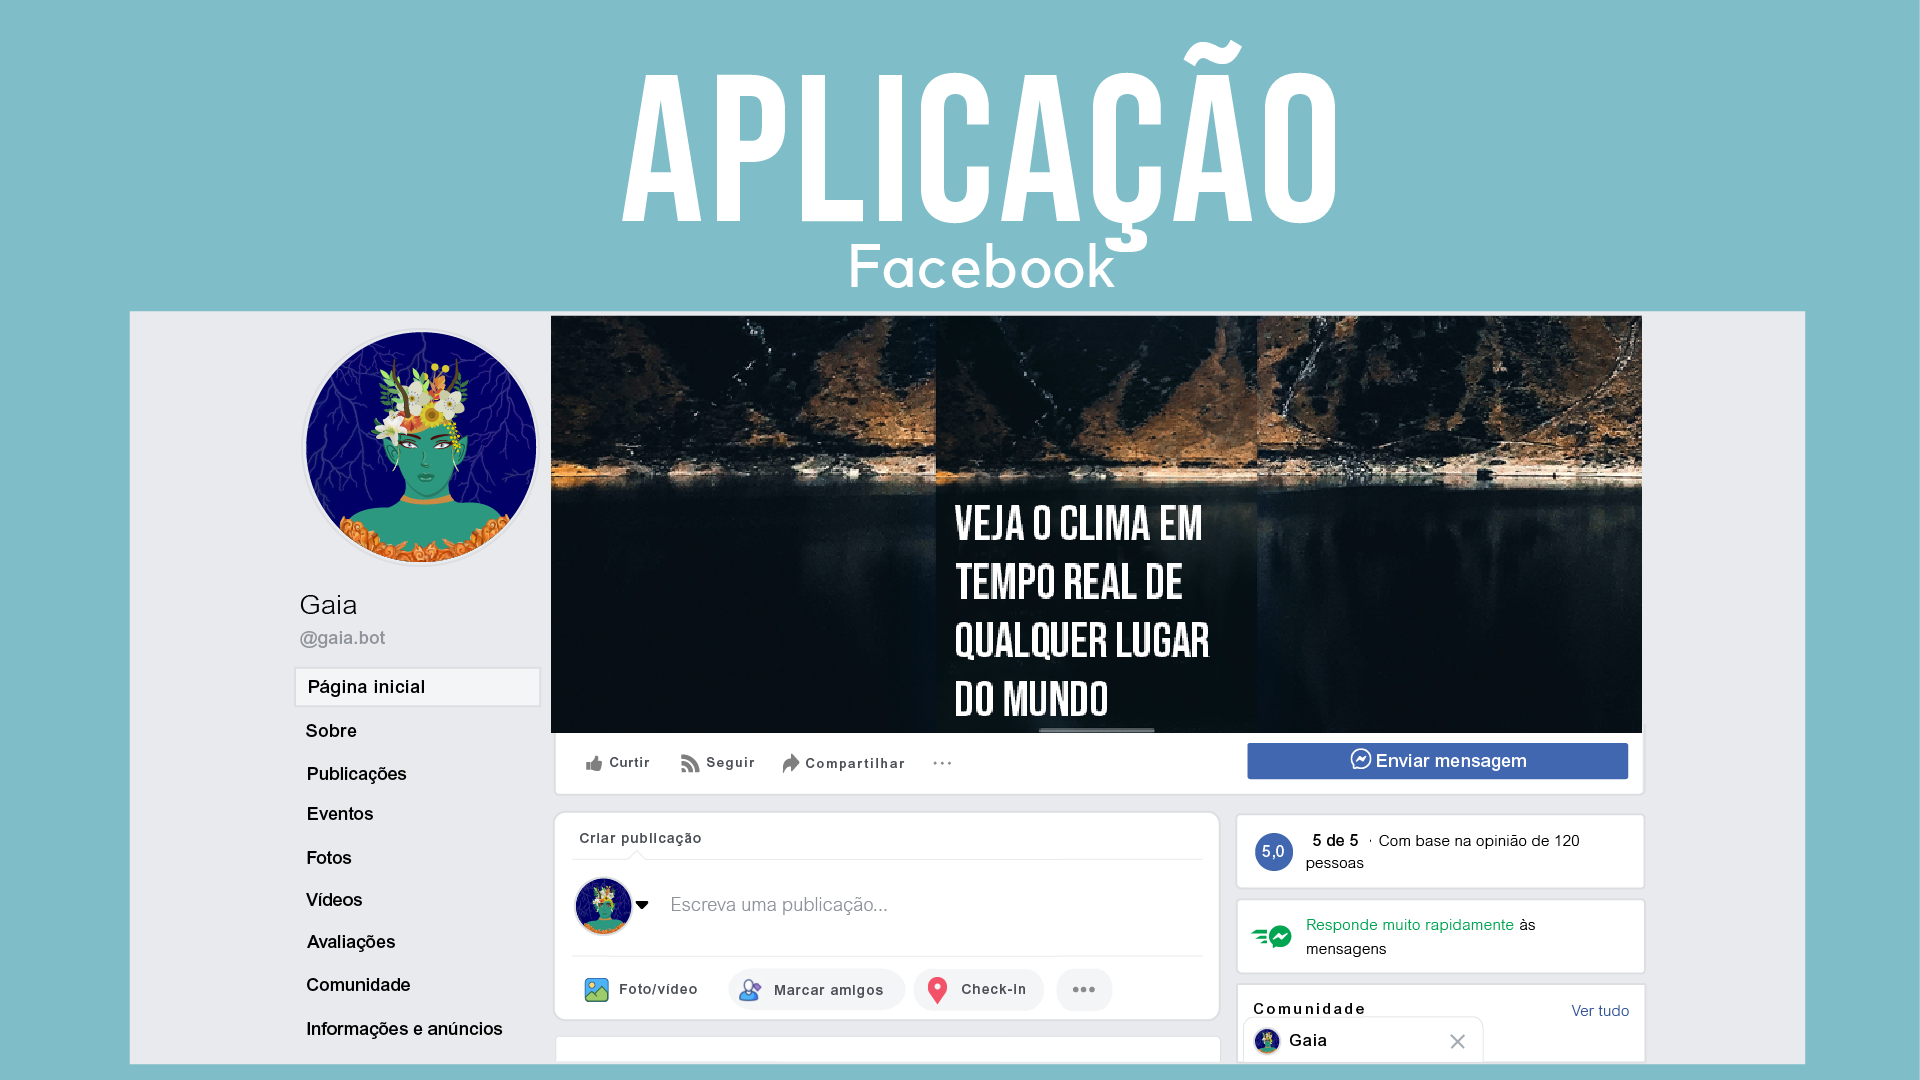 APLICAÇÃO
Facebook
Gaia
@gaia.bot
Página inicial
Sobre
Publicações
Eventos
Fotos
Vídeos
Avaliações
Comunidade
Informações e anúncios
VEJA O CLIMA EM
TEMPO REAL DE
QUALQUER LUGAR
DO MUNDO
Curtir Seguir Compartilhar ...
Enviar mensagem
Criar publicação
Escreva uma publicação...
Foto/vídeo Marcar amigos Check-In
5,0 5 de 5 · Com base na opinião de 120
pessoas
Responde muito rapidamente às
mensagens
Comunidade Ver tudo
Gaia